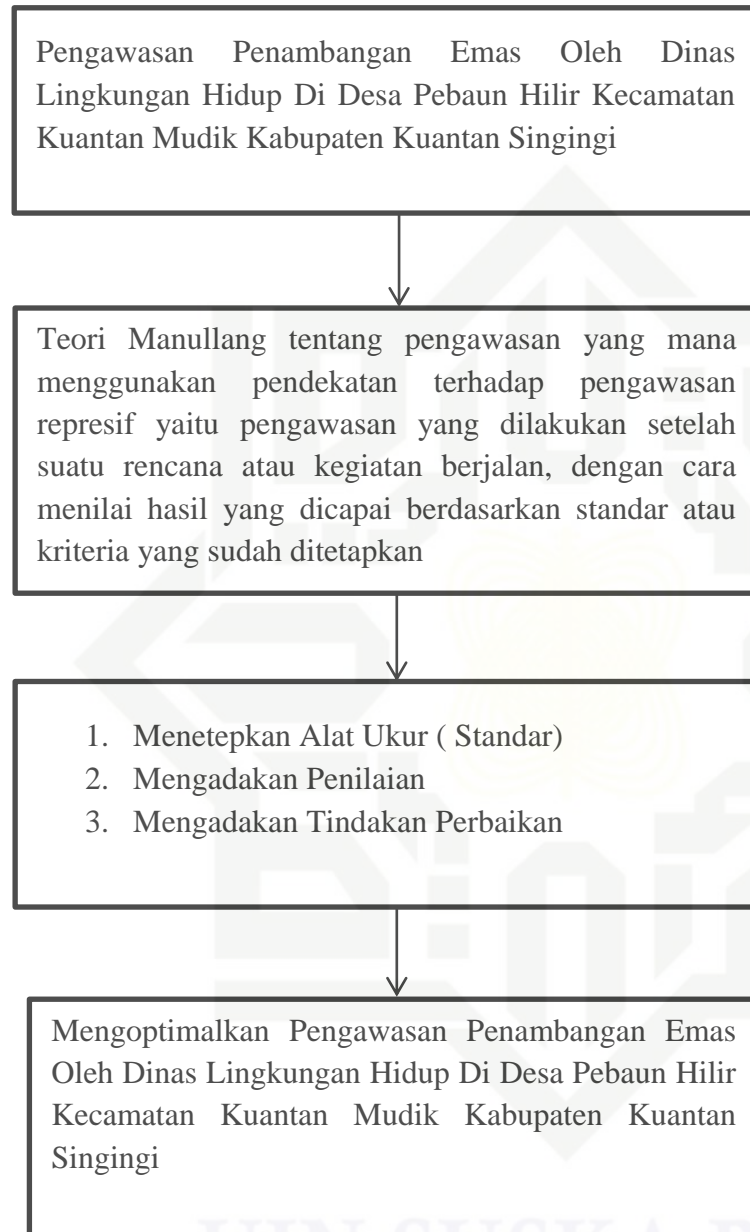 Pengawasan Penambangan Emas Oleh Dinas
Lingkungan Hidup Di Desa Pebaun Hilir Kecamatan
Kuantan Mudik Kabupaten Kuantan Singingi
Teori Manullang tentang pengawasan yang mana
menggunakan pendekatan terhadap pengawasan
represif yaitu pengawasan yang dilakukan setelah
suatu rencana atau kegiatan berjalan, dengan cara
menilai hasil yang dicapai berdasarkan standar atau
kriteria yang sudah ditetapkan
1. Menetepkan Alat Ukur ( Standar)
2. Mengadakan Penilaian
3. Mengadakan Tindakan Perbaikan
Mengoptimalkan Pengawasan Penambangan Emas
Oleh Dinas Lingkungan Hidup Di Desa Pebaun Hilir
Kecamatan Kuantan Mudik Kabupaten Kuantan
Singingi